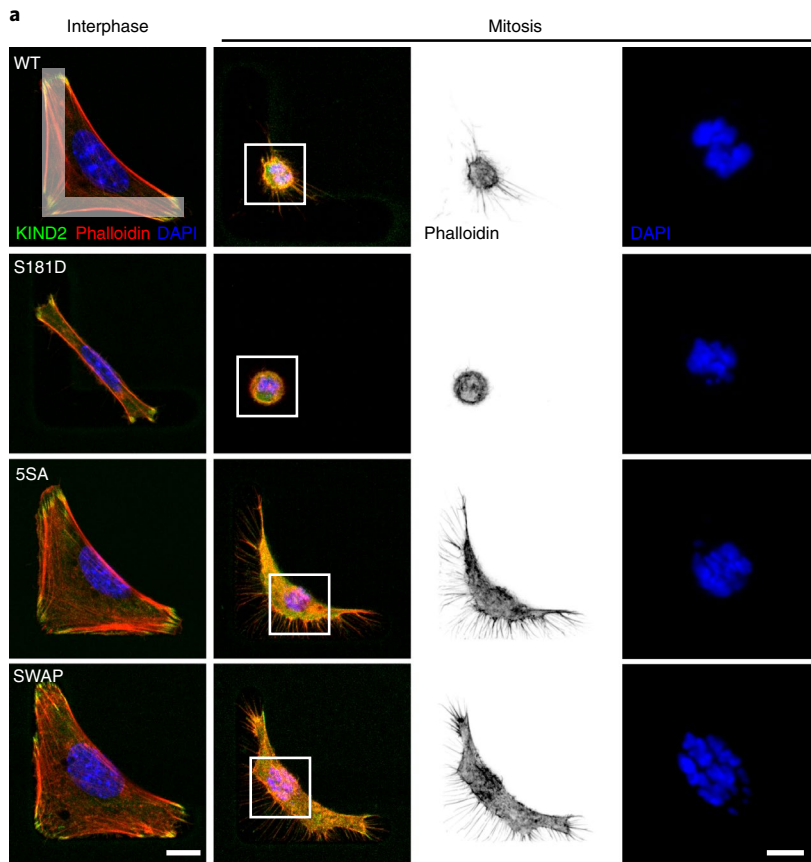 a
Interphase
Mitosis
WT
KIND2 Phalloidin DAPI
Phalloidin
DAPI
S181D
5SA
SWAP